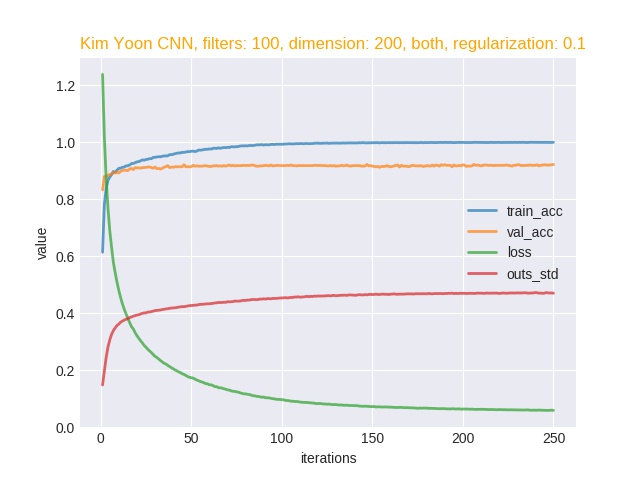 Kim Yoon CNN, filters: 100, dimension: 200, both, regularization: 0.1
1.2
1.0
0.8
0.6
0.4
0.2
0.0
value
train_acc
val_acc
loss
outs_std
0 50 100 150 200 250
iterations